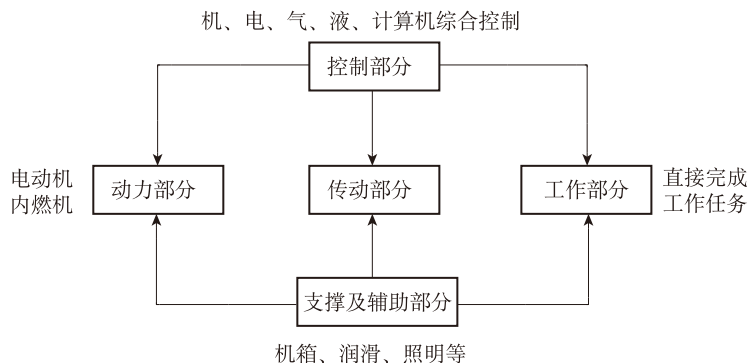 机、电、气、液、计算机综合控制
控制部分
电动机
内燃机
动力部分
传动部分
工作部分
直接完成
工作任务
支撑及辅助部分
机箱、润滑、照明等